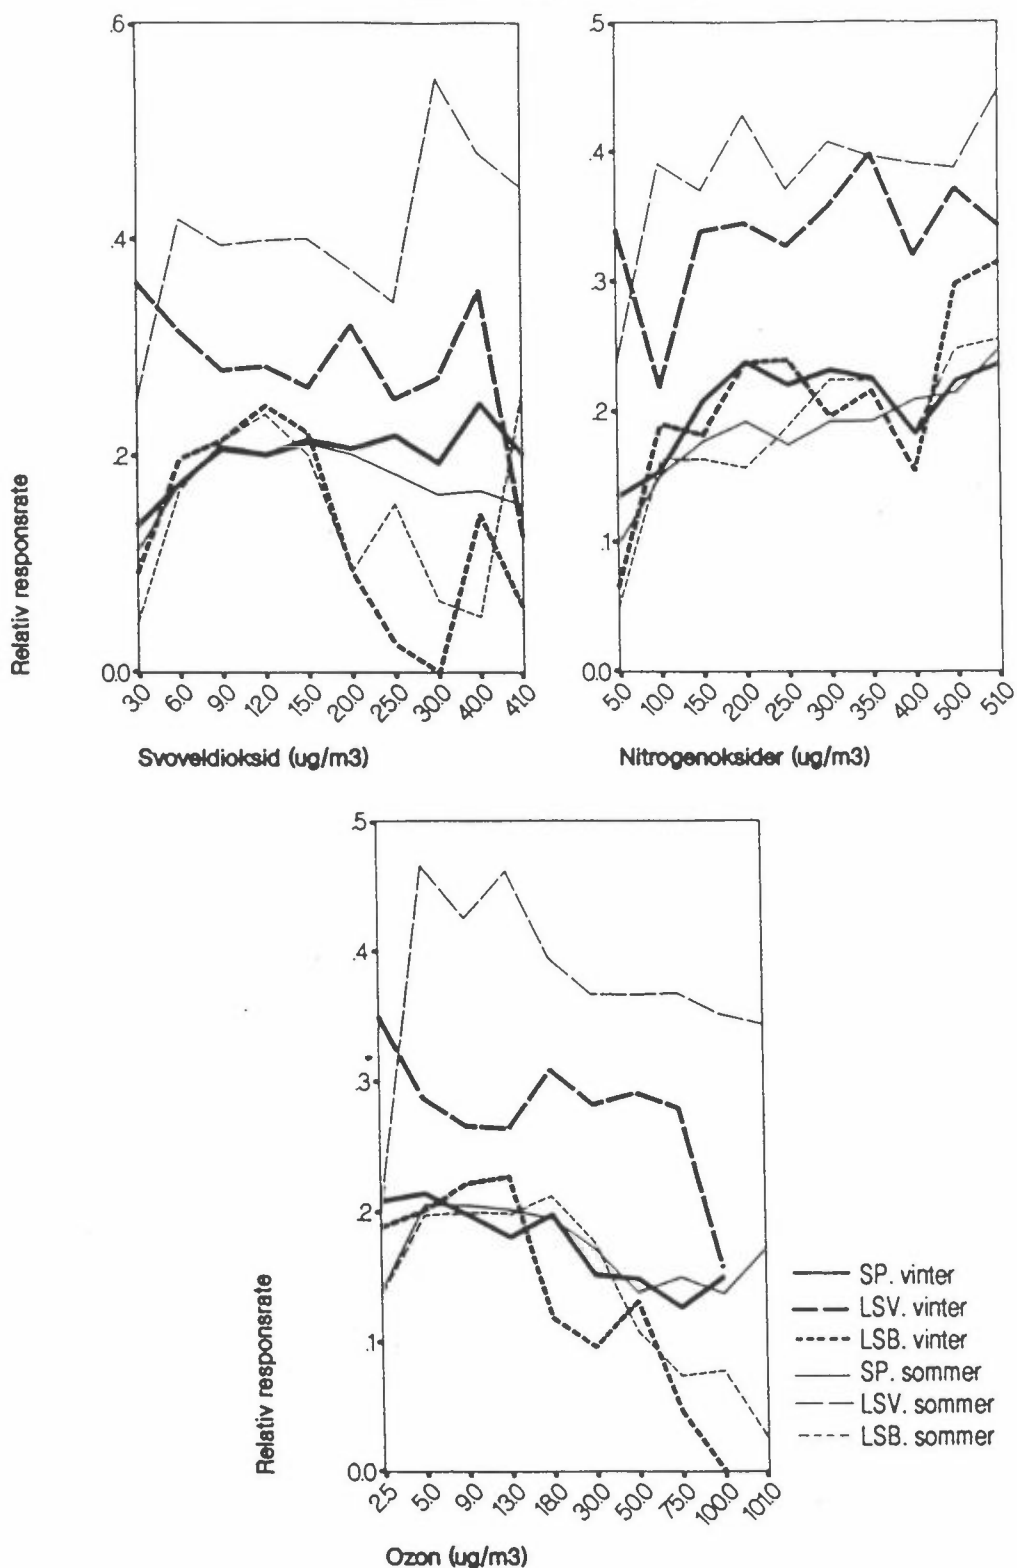 .6
.4
.2
0.0
Relativ responsrate
3.0 6.0 9.0 12.0 15.0 20.0 25.0 30.0 40.0 41.0
Svoveldioksid (ug/m3)
.5
.4
.3
.2
.1
0.0
5.0 10.0 15.0 20.0 25.0 30.0 35.0 40.0 50.0 51.0
Nitrogenoksider (ug/m3)
.5
.4
.3
.2
.1
0.0
Relativ responsrate
2.5 5.0 9.0 13.0 18.0 30.0 50.0 75.0 100.0 101.0
Ozon (ug/m3)
SP. vinter
LSV. vinter
LSB. vinter
SP. sommer
LSV. sommer
LSB. sommer